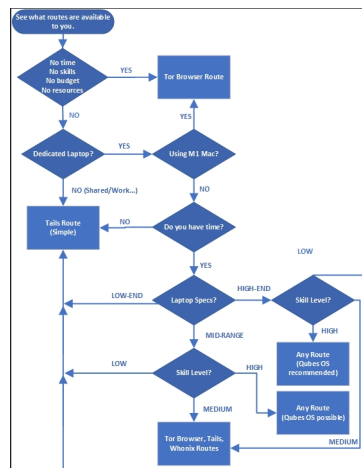 See what routes are available
to you.
No time
No skills
No budget
No resources
YES
Tor Browser Route
NO
YES
Dedicated Laptop?
YES
Using M1 Mac?
NO (Shared/Work...)
NO
Tails Route
(Simple)
NO
Do you have time?
LOW
YES
LOW-END
Laptop Specs?
HIGH-END
Skill Level?
MID-RANGE
HIGH
LOW
Skill Level?
HIGH
Any Route
(Qubes OS
recommended)
MEDIUM
Any Route
(Qubes OS possible)
Tor Browser, Tails,
Whonix Routes
MEDIUM